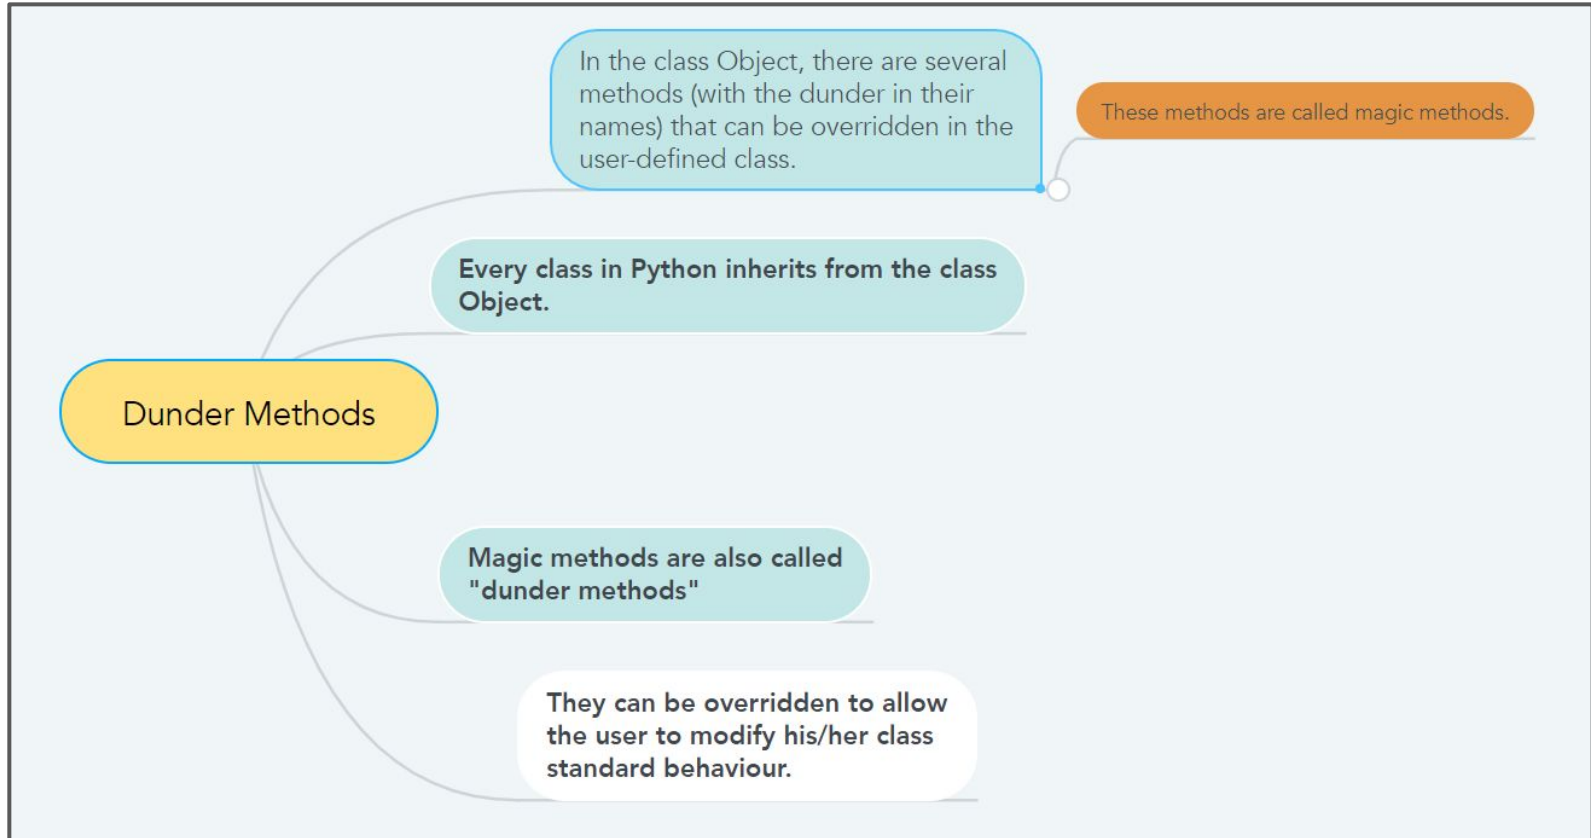 In the class Object, there are several
methods (with the dunder in their
names) that can be overridden in the
user-defined class.
These methods are called magic methods.
Every class in Python inherits from the class
Object.
Dunder Methods
Magic methods are also called
"dunder methods"
They can be overridden to allow
the user to modify his/her class
standard behaviour.